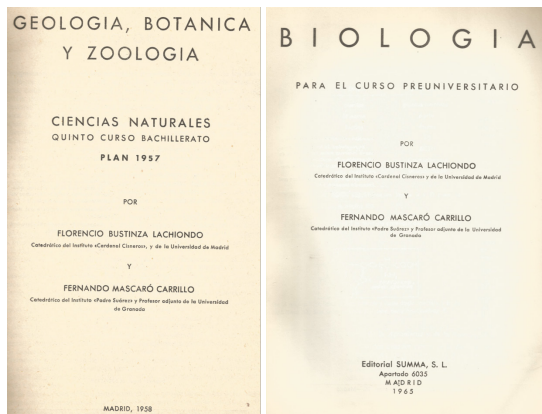 GEOLOGIA, BOTANICA
Y ZOOLOGIA
CIENCIAS NATURALES
QUINTO CURSO BACHILLERATO
PLAN 1957
POR
FLORENCIO BUSTINZA LACHIONDO
Catedrático del Instituto «Cardenal Cisneros», y de la Universidad de Madrid
Y
FERNANDO MASCARÓ CARRILLO
Catedrático del Instituto «Padre Suárez» y Profesor adjunto de la Universidad
de Granada
MADRID, 1958
BIOLOGIA
PARA EL CURSO PREUNIVERSITARIO
POR
FLORENCIO BUSTINZA LACHIONDO
Catedrático del Instituto «Cardenal Cisneros» y de la Universidad de Madrid
Y
FERNANDO MASCARÓ CARRILLO
Catedrático del Instituto «Padre Suárez» y Profesor adjunto de la Universidad
de Granada
Editorial SUMMA, S. L.
Apartado 6035
MADRID
1965